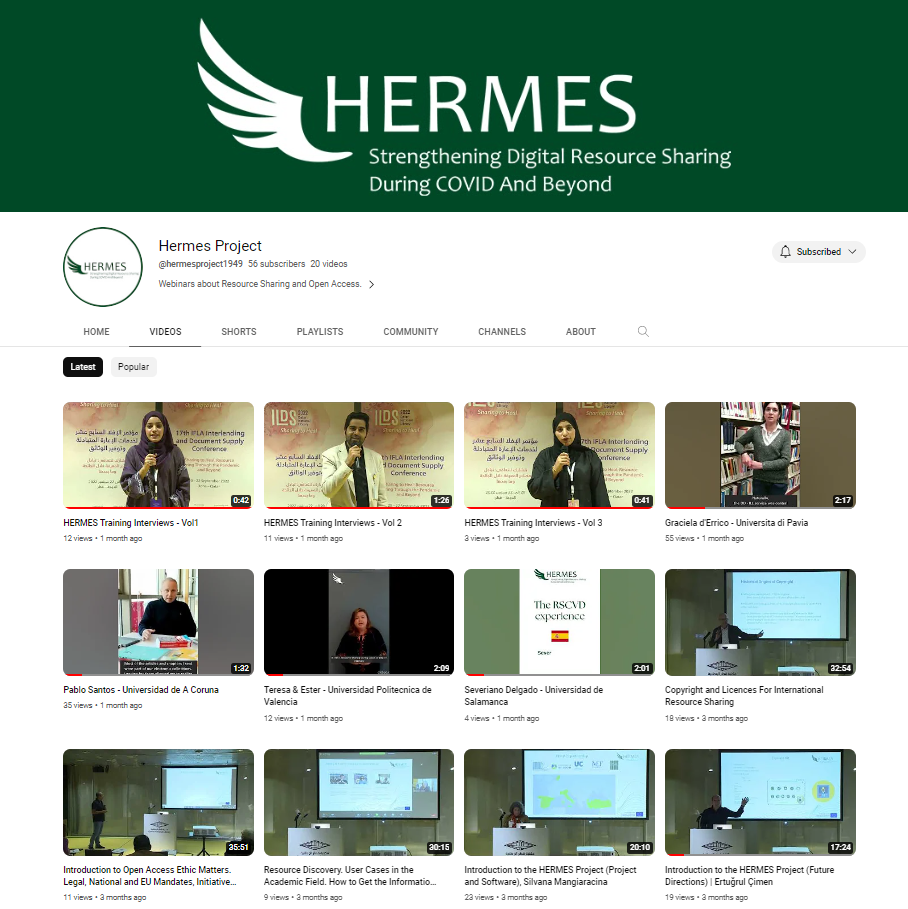 HERMES
Strengthening Digital Resource Sharing
During COVID And Beyond
HERMES
Hermes Project
@hermesproject1949 56 subscribers 20 videos
Webinars about Resource Sharing and Open Access.
Subscribed
HOME VIDEOS SHORTS PLAYLISTS COMMUNITY CHANNELS ABOUT
Latest Popular
17th IFLA Interlending
and Document Supply
Conference
0:42
ILDS 2022
ILDS
Sharing to Heal
17th IFLA Interlending
and Document Supply
Conference
1:26
17th IFLA Interlending
and Document Supply
Conference
0:41
2:17
HERMES Training Interviews - Vol1
12 views • 1 month ago
HERMES Training Interviews - Vol 2
11 views • 1 month ago
HERMES Training Interviews - Vol 3
3 views • 1 month ago
Graciela d'Errico - Universita di Pavia
55 views • 1 month ago
1:32
2:09
HERMES
The RSCVD
experience
Sever
2:01
32:54
Pablo Santos - Universidad de A Coruna
35 views • 1 month ago
Teresa & Ester - Universidad Politecnica de
Valencia
12 views • 1 month ago
Severiano Delgado - Universidad de
Salamanca
4 views • 1 month ago
Copyright and Licences For International
Resource Sharing
18 views • 3 months ago
35:51
30:15
UC
20:10
17:24
Introduction to Open Access Ethic Matters.
Legal, National and EU Mandates, Initiative...
11 views • 3 months ago
Resource Discovery. User Cases in the
Academic Field. How to Get the Informatio...
9 views • 3 months ago
Introduction to the HERMES Project (Project
and Software), Silvana Mangiaracina
23 views • 3 months ago
Introduction to the HERMES Project (Future
Directions) | Ertuğrul Çimen
19 views • 3 months ago